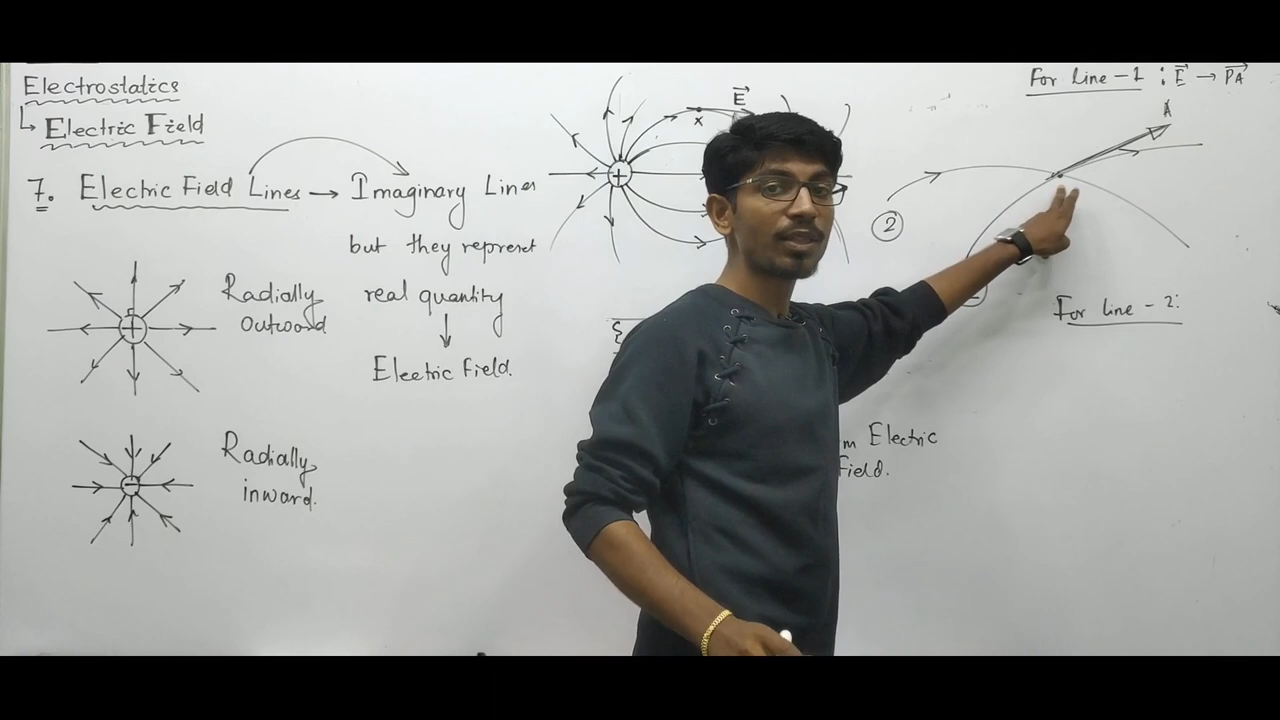 Electrostatics
Electric Field
7. Electric Field Lines → Imaginary Lines
but they represent
real quantity
Electric Field.
+
Radially
Outward
−
Radially
inward.
+
x
E⃗
For Line - 1 : E⃗ → PA⃗
A
2
For line - 2:
Electric
Field.